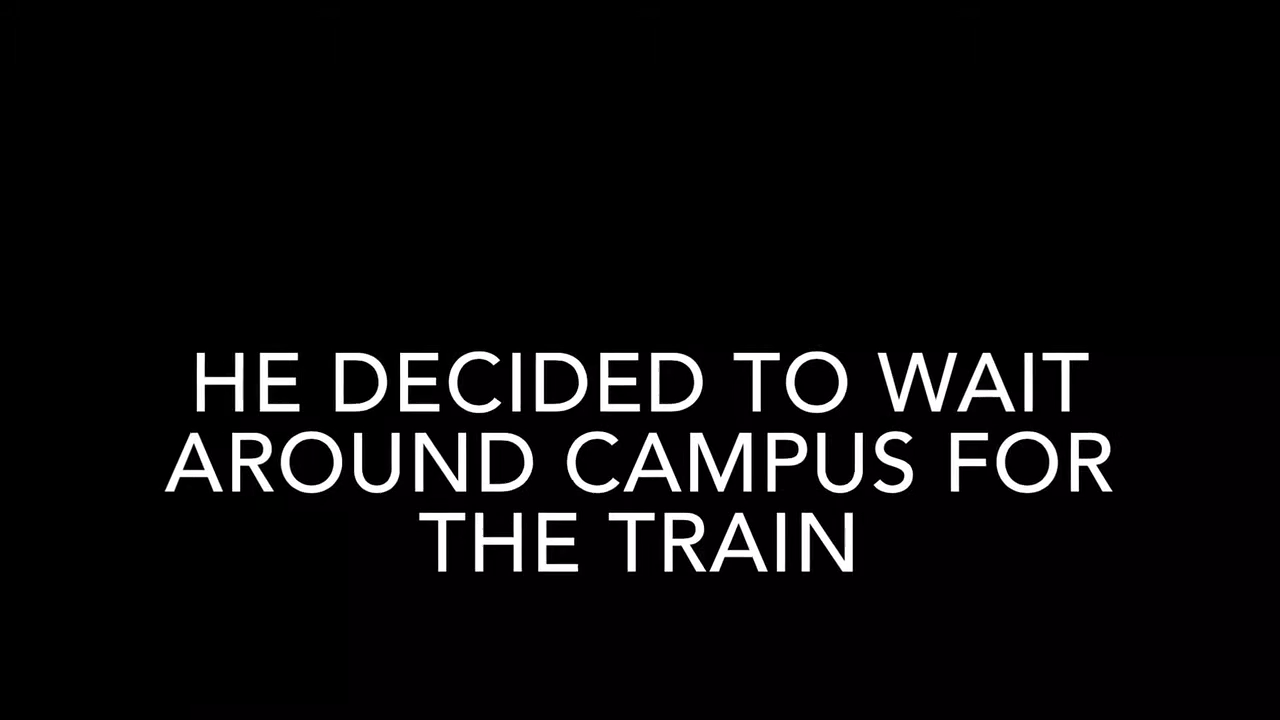 HE DECIDED TO WAIT
AROUND CAMPUS FOR
THE TRAIN